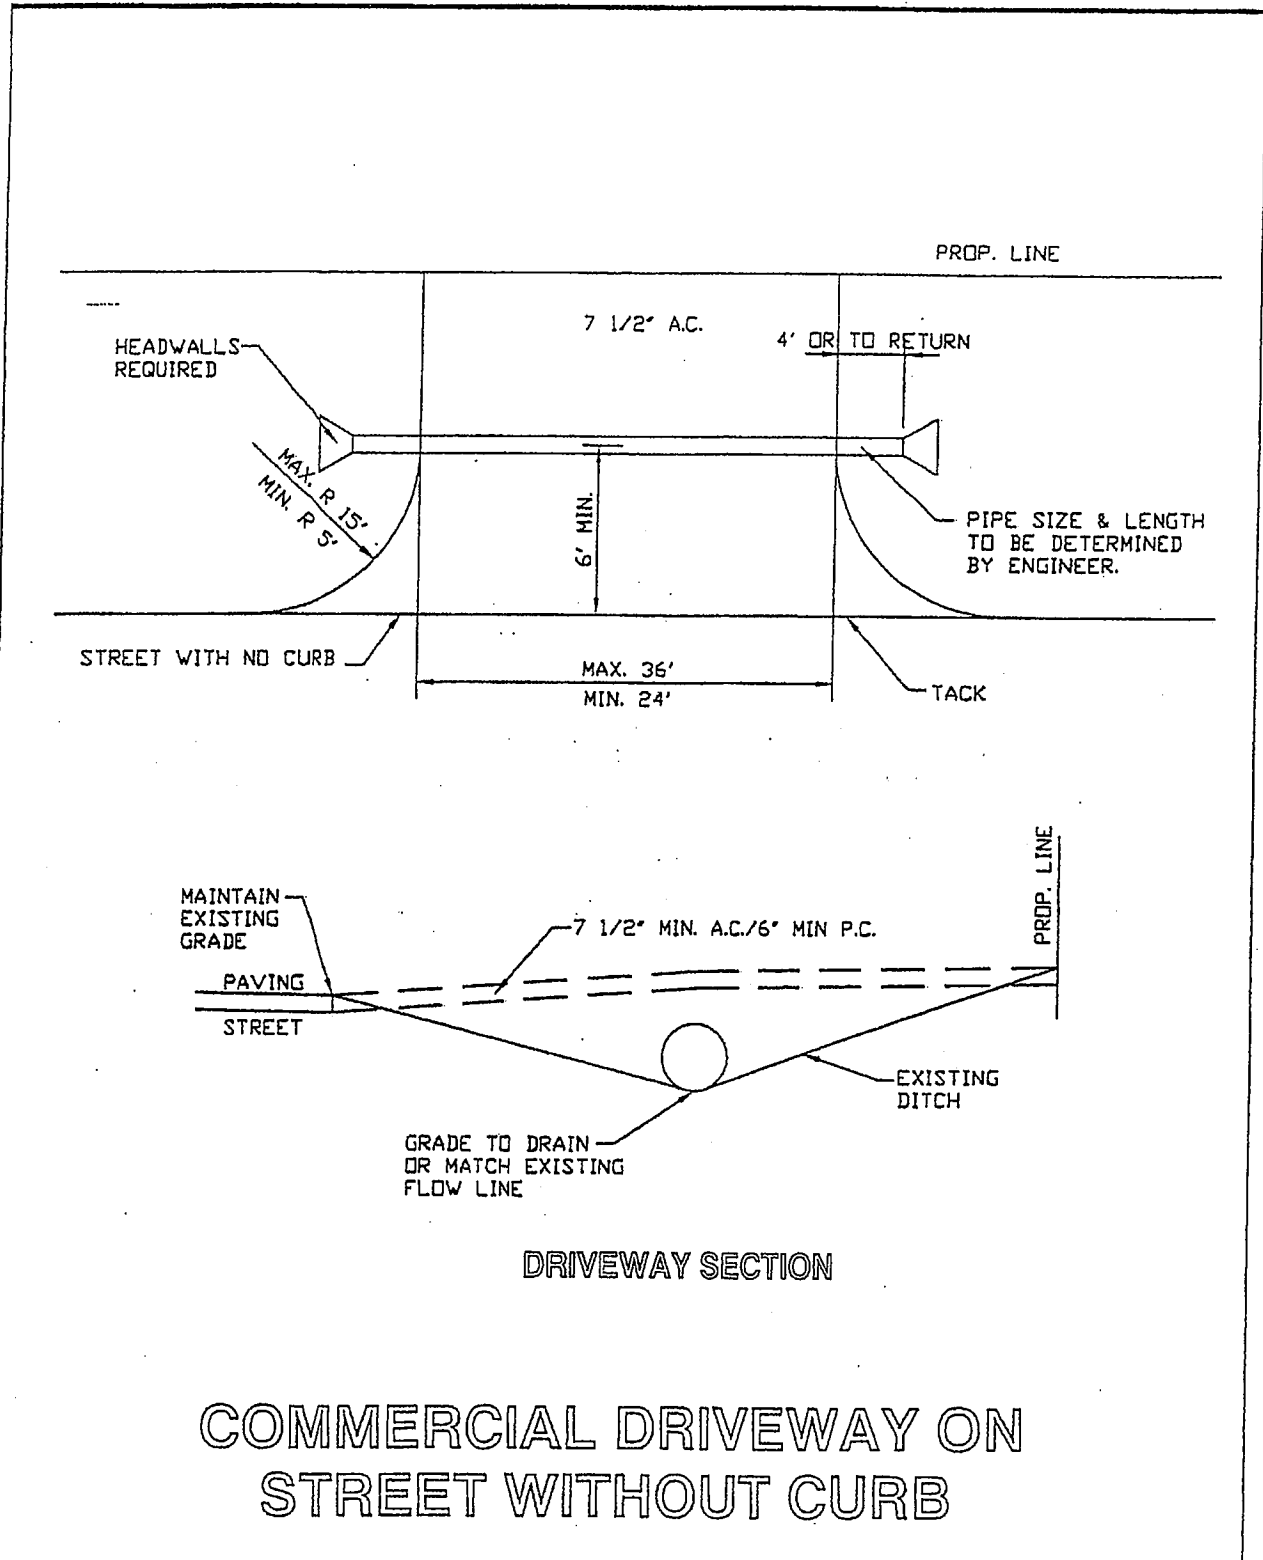 PROP. LINE
7 1/2" A.C.
4' OR TO RETURN
HEADWALLS
REQUIRED
MAX. R 15'
MIN. R 5'
6' MIN.
PIPE SIZE & LENGTH
TO BE DETERMINED
BY ENGINEER.
STREET WITH NO CURB
MAX. 36'
MIN. 24'
TACK
PROP. LINE
MAINTAIN
EXISTING
GRADE
7 1/2" MIN. A.C./6" MIN P.C.
PAVING
STREET
EXISTING
DITCH
GRADE TO DRAIN
OR MATCH EXISTING
FLOW LINE
DRIVEWAY SECTION
COMMERCIAL DRIVEWAY ON
STREET WITHOUT CURB